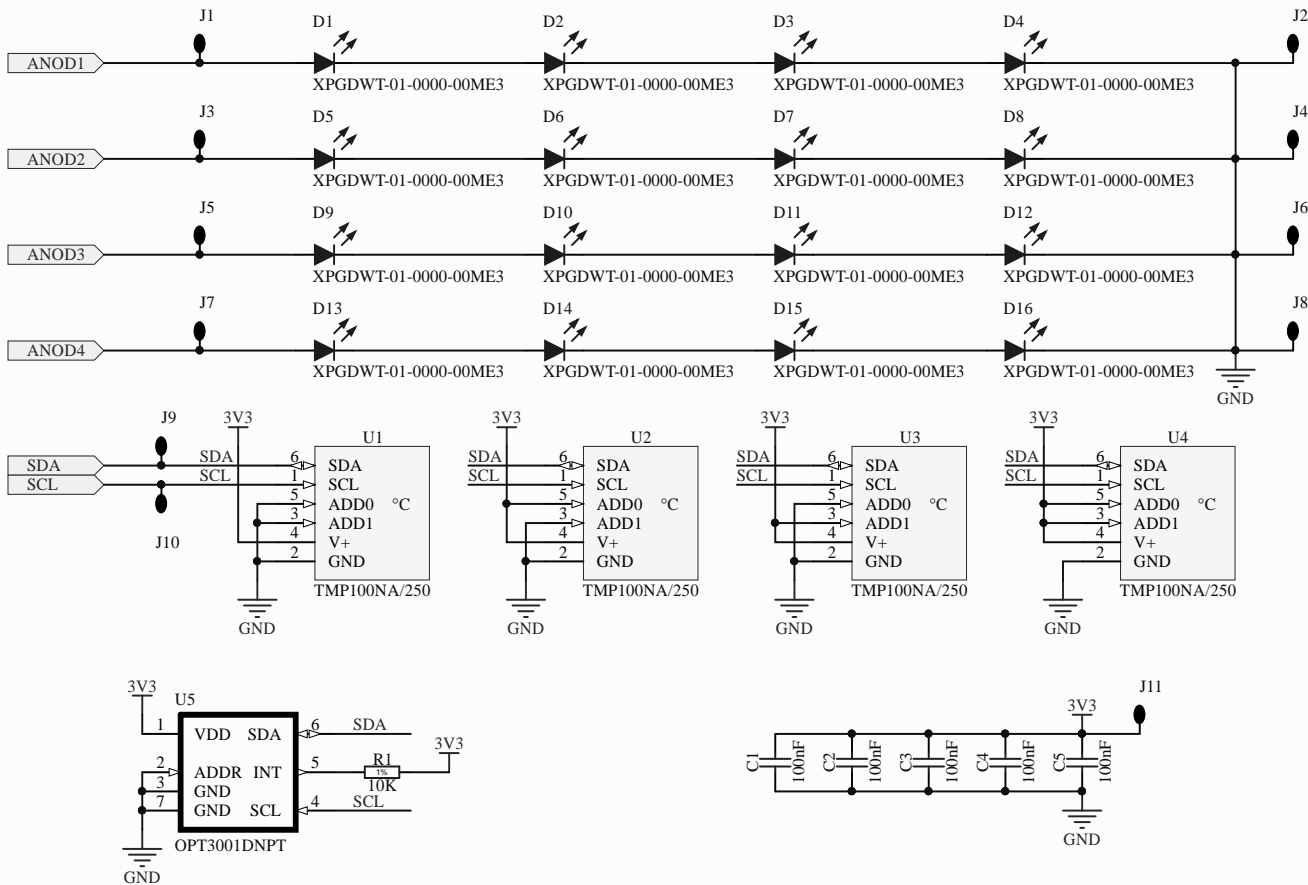 J1 D1 D2 D3 D4 J2
ANOD1
XPGDWT-01-0000-00ME3 XPGDWT-01-0000-00ME3 XPGDWT-01-0000-00ME3 XPGDWT-01-0000-00ME3
J3 D5 D6 D7 D8 J4
ANOD2
XPGDWT-01-0000-00ME3 XPGDWT-01-0000-00ME3 XPGDWT-01-0000-00ME3 XPGDWT-01-0000-00ME3
J5 D9 D10 D11 D12 J6
ANOD3
XPGDWT-01-0000-00ME3 XPGDWT-01-0000-00ME3 XPGDWT-01-0000-00ME3 XPGDWT-01-0000-00ME3
J7 D13 D14 D15 D16 J8
ANOD4
XPGDWT-01-0000-00ME3 XPGDWT-01-0000-00ME3 XPGDWT-01-0000-00ME3 XPGDWT-01-0000-00ME3
GND
J9 3V3 3V3 3V3 3V3
U1 U2 U3 U4
SDA SDA 6 SDA SDA 6 SDA SDA 6 SDA SDA 6 SDA
SCL SCL 1 SCL SCL 1 SCL SCL 1 SCL SCL 1 SCL
5 ADD0 °C 5 ADD0 °C 5 ADD0 °C 5 ADD0 °C
3 ADD1 3 ADD1 3 ADD1 3 ADD1
J10 4 V+ 4 V+ 4 V+ 4 V+
2 GND 2 GND 2 GND 2 GND
TMP100NA/250 TMP100NA/250 TMP100NA/250 TMP100NA/250
GND GND GND GND
3V3 U5 J11
1 VDD SDA 6 SDA 3V3
3V3
2 ADDR INT 5 R1 C1 100nF C2 100nF C3 100nF C4 100nF C5 100nF
1%
3 GND 10K
7 GND SCL 4 SCL
OPT3001DNPT GND
GND